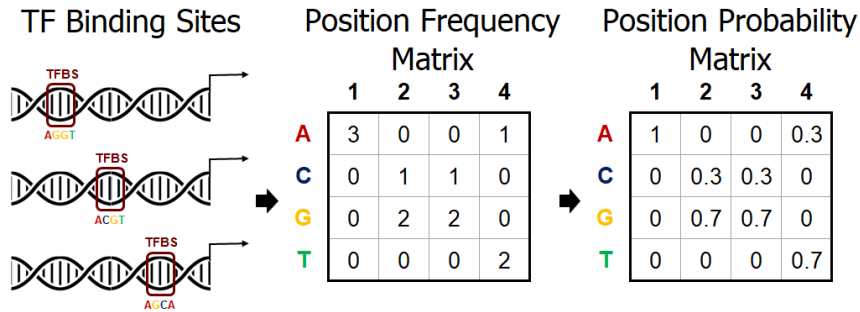 TF Binding Sites
TFBS
AGGT
TFBS
ACGT
TFBS
AGCA
Position Frequency
Matrix
1 2 3 4
A 3 0 0 1
C 0 1 1 0
G 0 2 2 0
T 0 0 0 2
Position Probability
Matrix
1 2 3 4
A 1 0 0 0.3
C 0 0.3 0.3 0
G 0 0.7 0.7 0
T 0 0 0 0.7